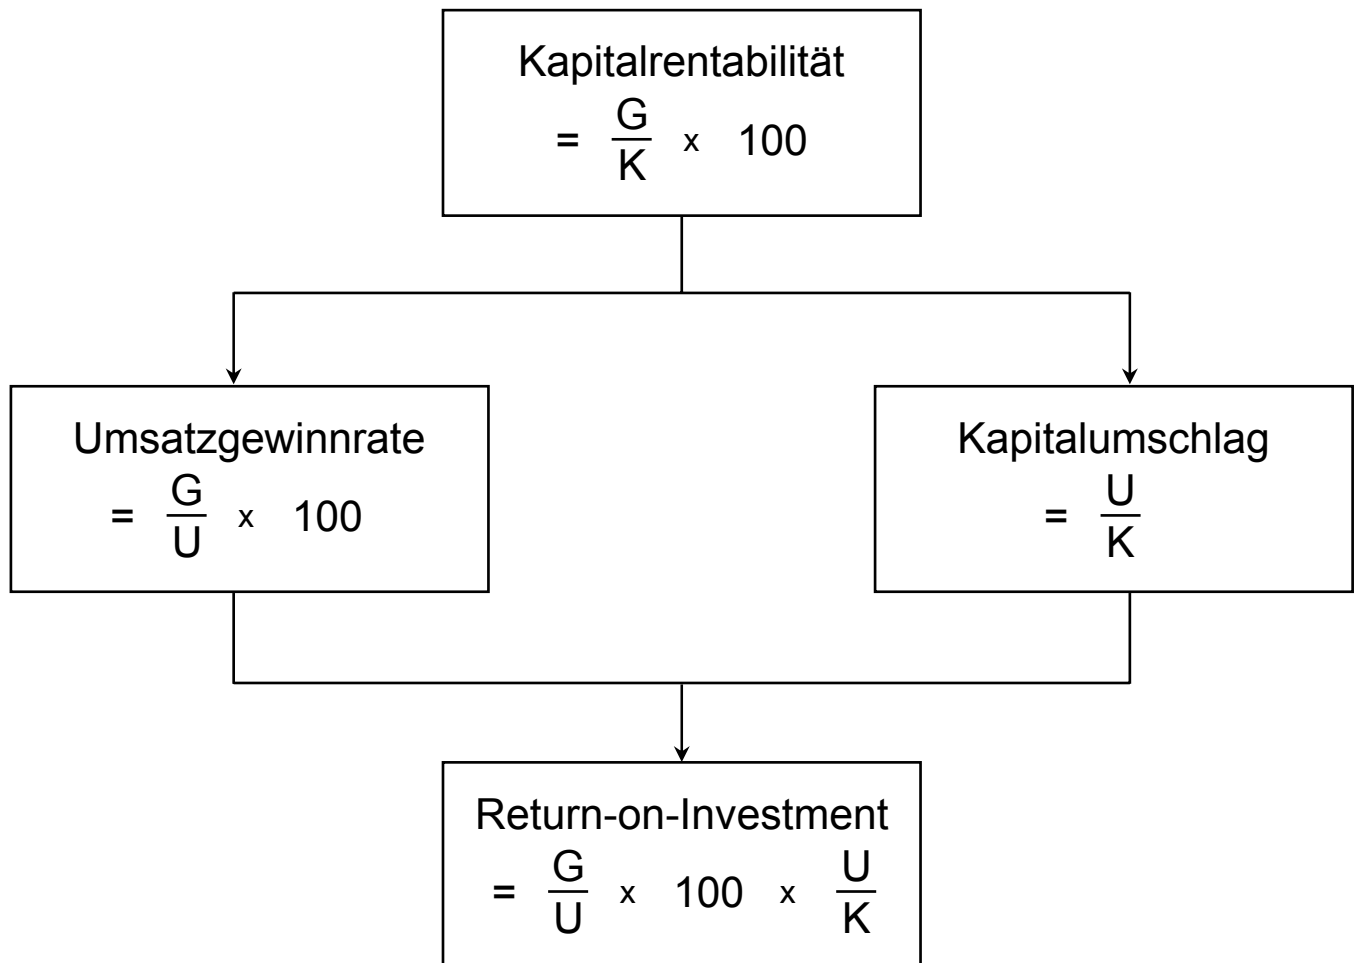 Kapitalrentabilität
= G/K x 100
Umsatzgewinnrate
= G/U x 100
Kapitalumschlag
= U/K
Return-on-Investment
= G/U x 100 x U/K